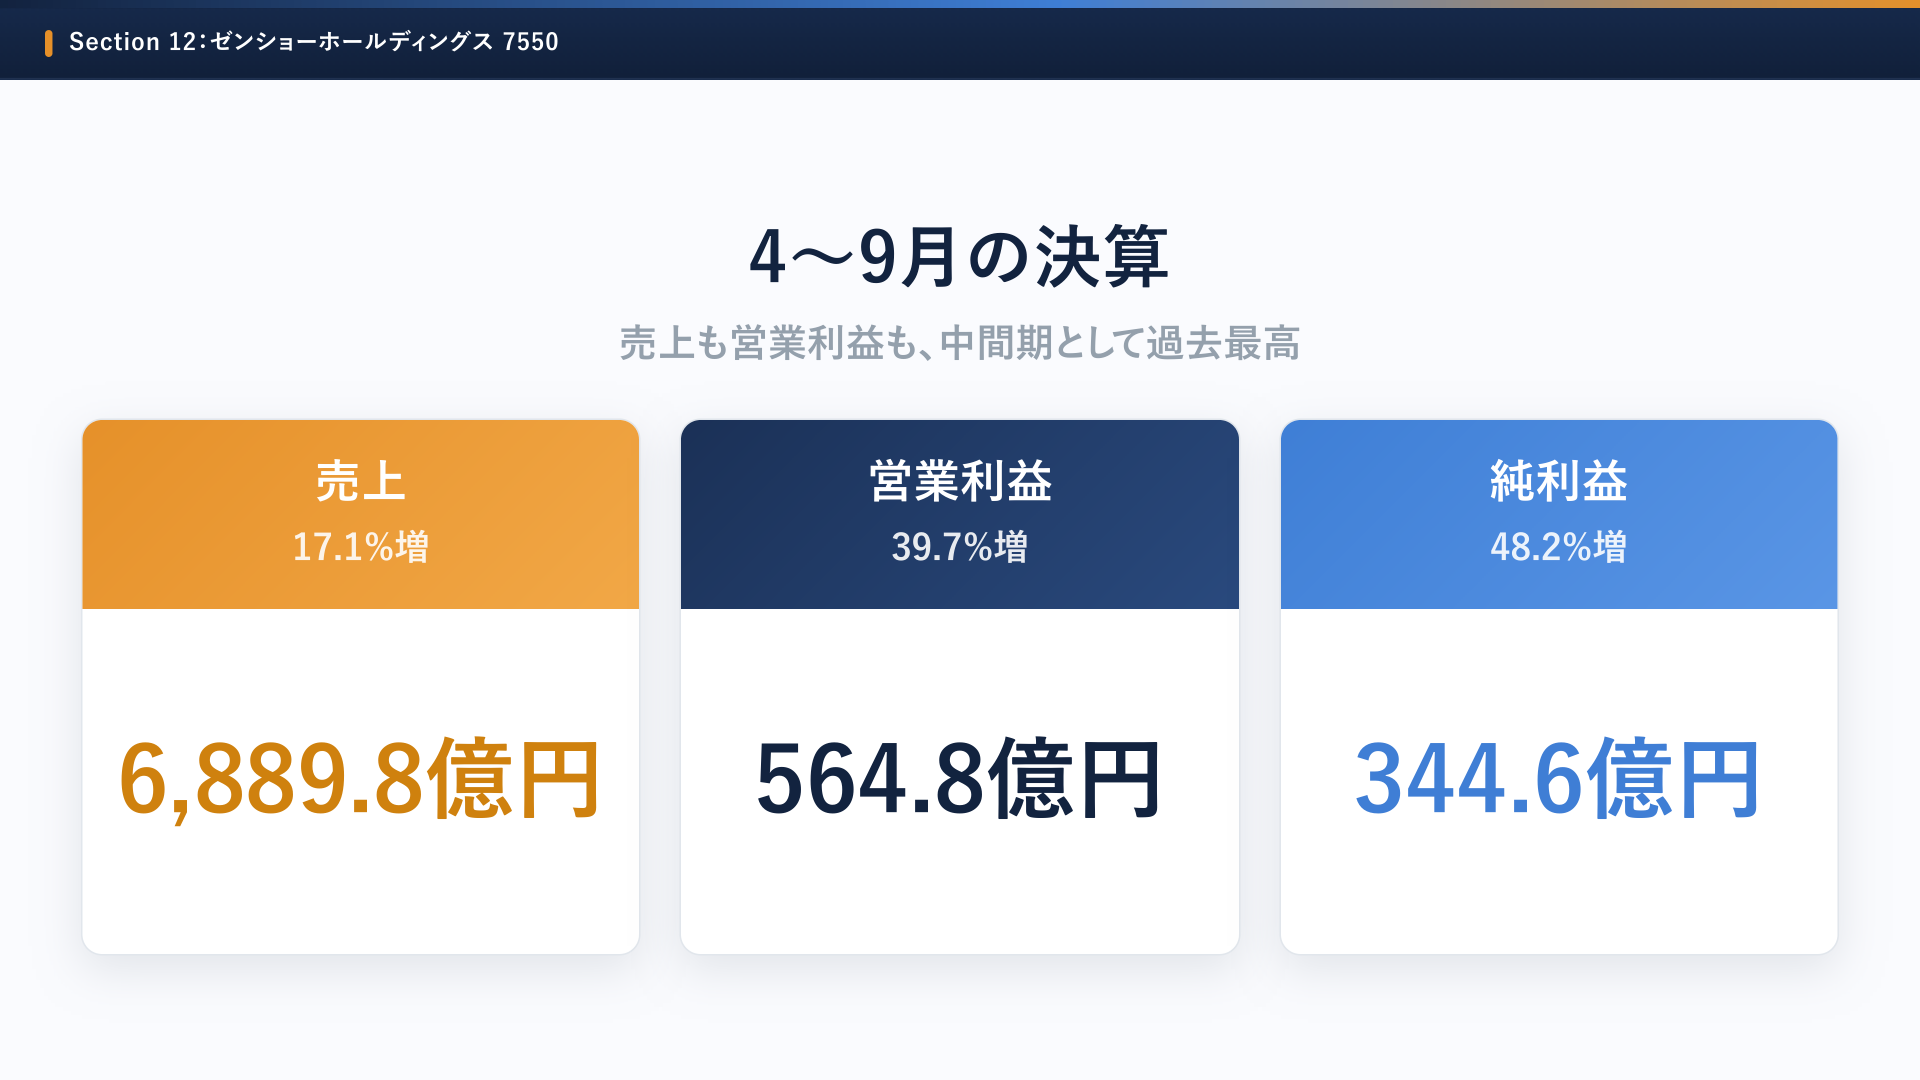 Section 12：ゼンショーホールディングス 7550
4〜9月の決算
売上も営業利益も、中間期として過去最高
売上
17.1%増
6,889.8億円
営業利益
39.7%増
564.8億円
純利益
48.2%増
344.6億円